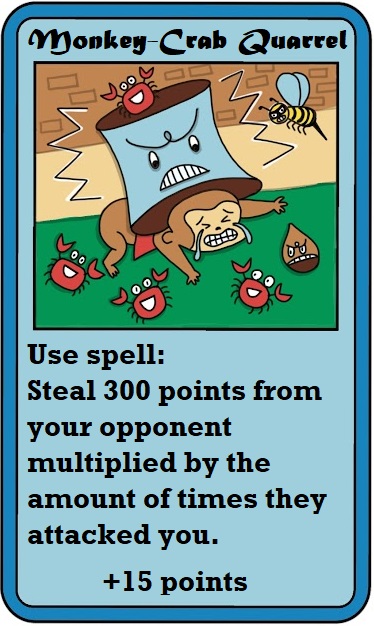 Monkey-Crab Quarrel
Use spell:
Steal 300 points from
your opponent
multiplied by the
amount of times they
attacked you.
+15 points